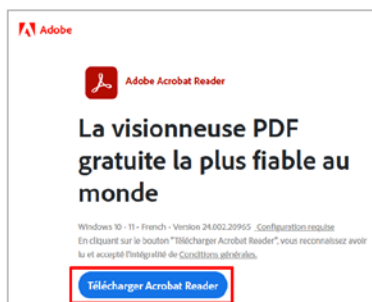 Adobe
Adobe Acrobat Reader
La visionneuse PDF
gratuite la plus fiable au
monde
Windows 10 - 11 - French - Version 24.002.20965 Configuration requise
En cliquant sur le bouton "Télécharger Acrobat Reader", vous reconnaissez avoir
lu et accepté l'intégralité de Conditions générales.
Télécharger Acrobat Reader